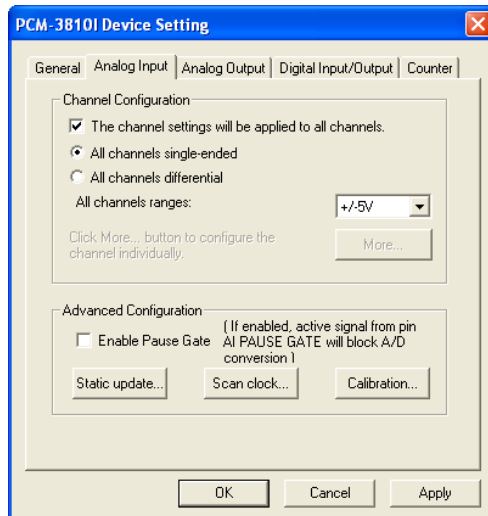 PCM-3810I Device Setting
General Analog Input Analog Output Digital Input/Output Counter
Channel Configuration
The channel settings will be applied to all channels.
All channels single-ended
All channels differential
All channels ranges: +/-5V
Click More... button to configure the
channel individually.
More...
Advanced Configuration
Enable Pause Gate
( If enabled, active signal from pin
AI PAUSE GATE will block A/D
conversion )
Static update... Scan clock... Calibration...
OK Cancel Apply